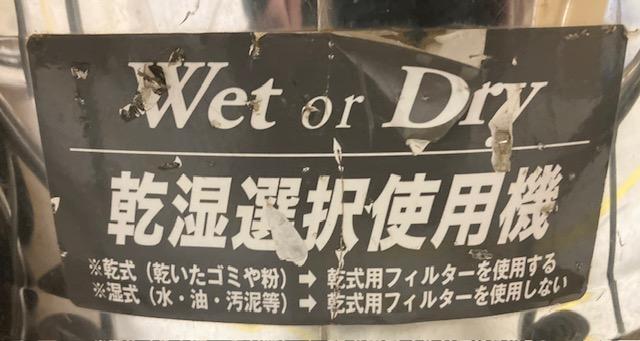 Wet or Dry
乾湿選択使用機
※乾式（乾いたゴミや粉）➡乾式用フィルターを使用する
※湿式（水・油・汚泥等）➡乾式用フィルターを使用しない